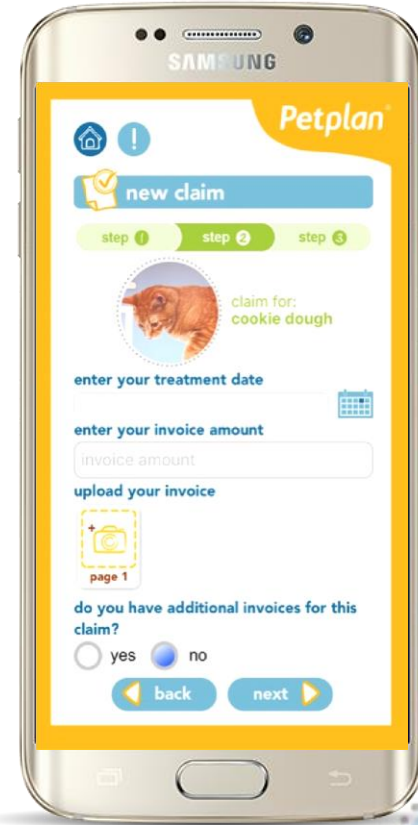 SAMSUNG
Petplan
new claim
step 1 step 2 step 3
claim for:
cookie dough
enter your treatment date
enter your invoice amount
invoice amount
upload your invoice
page 1
do you have additional invoices for this
claim?
yes no
back next